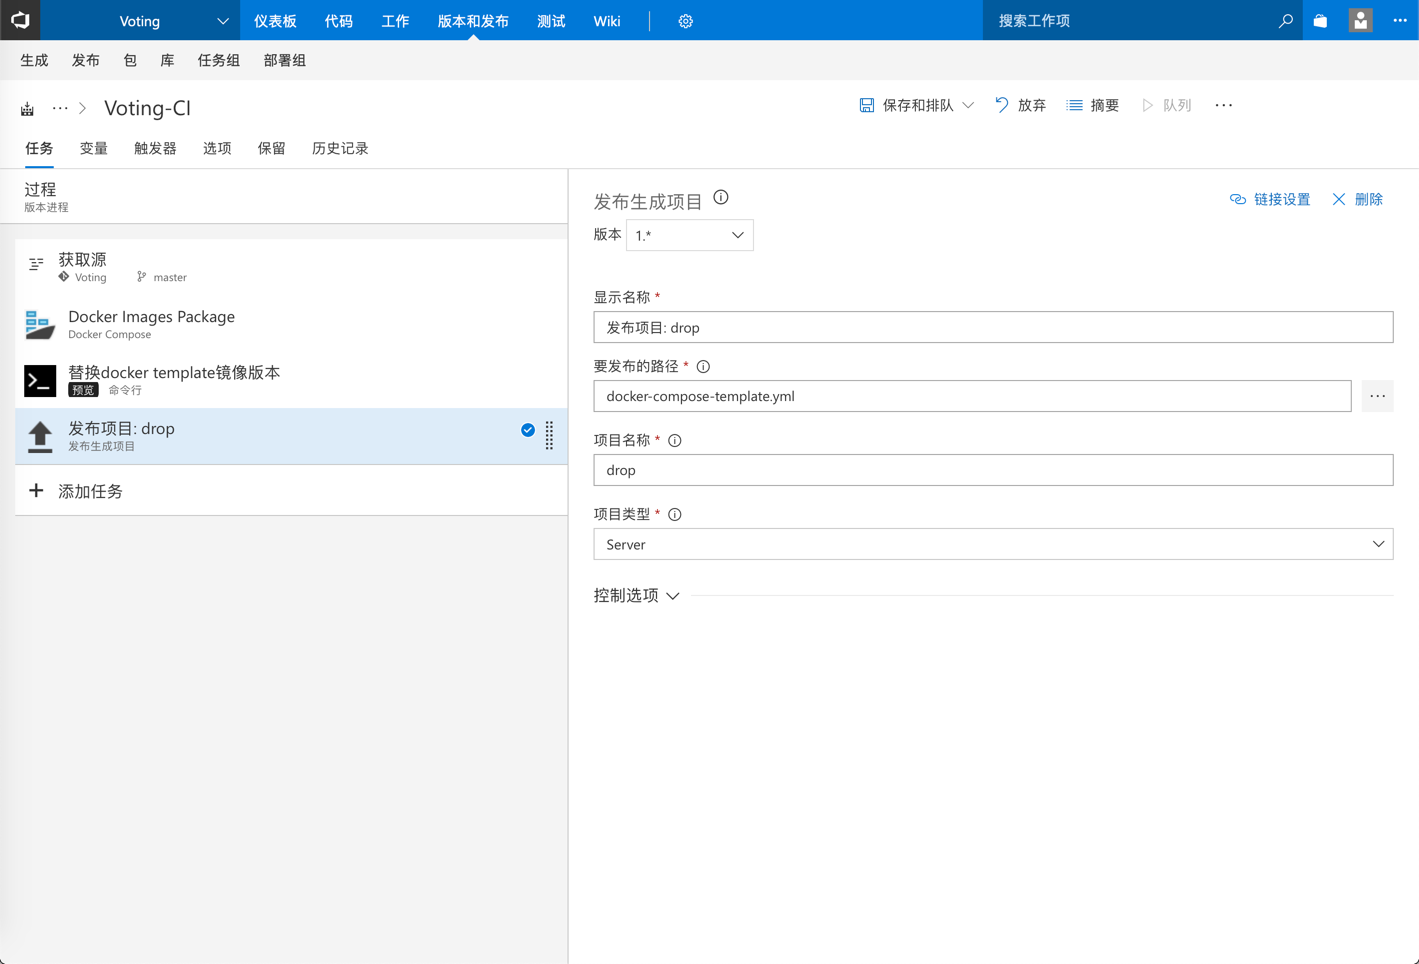 Voting 仪表板 代码 工作 版本和发布 测试 Wiki 搜索工作项
生成 发布 包 库 任务组 部署组
Voting-CI 保存和排队 放弃 摘要 队列
任务 变量 触发器 选项 保留 历史记录
过程
版本进程
获取源
Voting master
Docker Images Package
Docker Compose
替换docker template镜像版本
预览 命令行
发布项目: drop
发布生成项目
添加任务
发布生成项目 链接设置 删除
版本 1.*
显示名称 *
发布项目: drop
要发布的路径 *
docker-compose-template.yml
项目名称 *
drop
项目类型 *
Server
控制选项